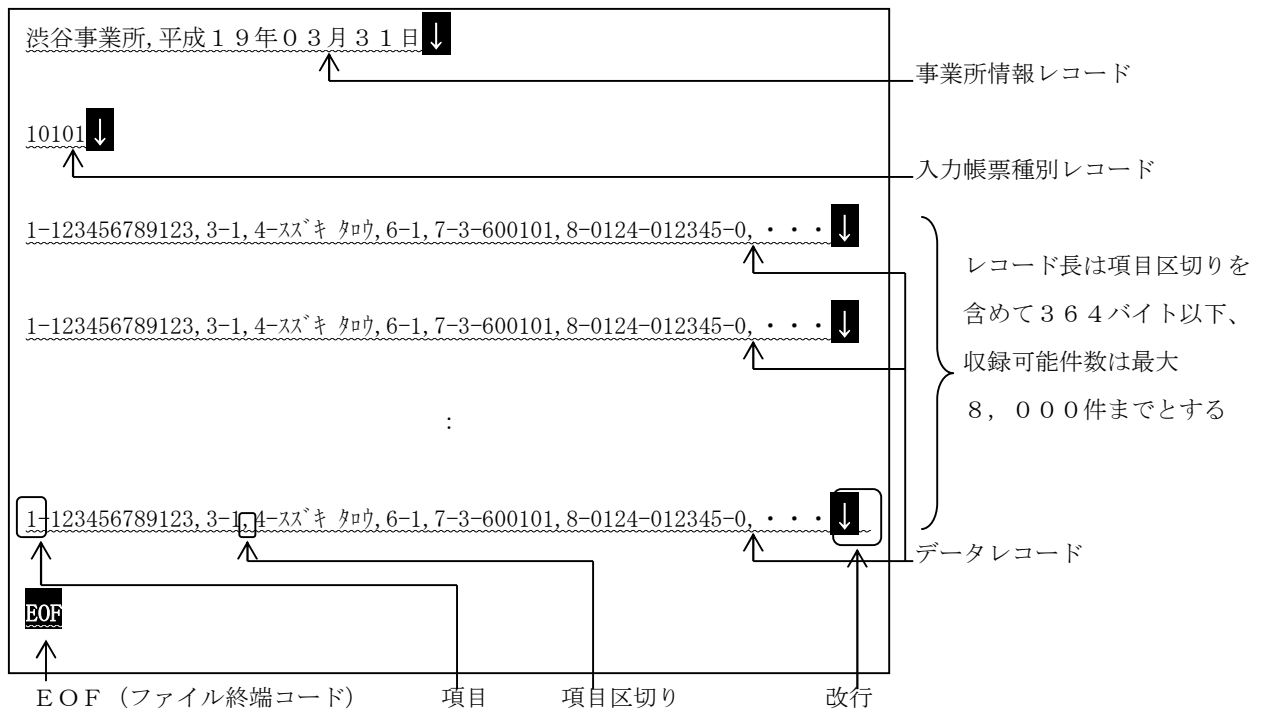 渋谷事業所,平成１９年０３月３１日↓
事業所情報レコード
10101↓
入力帳票種別レコード
1-123456789123,3-1,4-ｽｽﾞｷ ﾀﾛｳ,6-1,7-3-600101,8-0124-012345-0,・・・↓
レコード長は項目区切りを
含めて３６４バイト以下、
1-123456789123,3-1,4-ｽｽﾞｷ ﾀﾛｳ,6-1,7-3-600101,8-0124-012345-0,・・・↓
収録可能件数は最大
８，０００件までとする
：
1-123456789123,3-1,4-ｽｽﾞｷ ﾀﾛｳ,6-1,7-3-600101,8-0124-012345-0,・・・↓
データレコード
EOF
ＥＯＦ（ファイル終端コード）
項目
項目区切り
改行